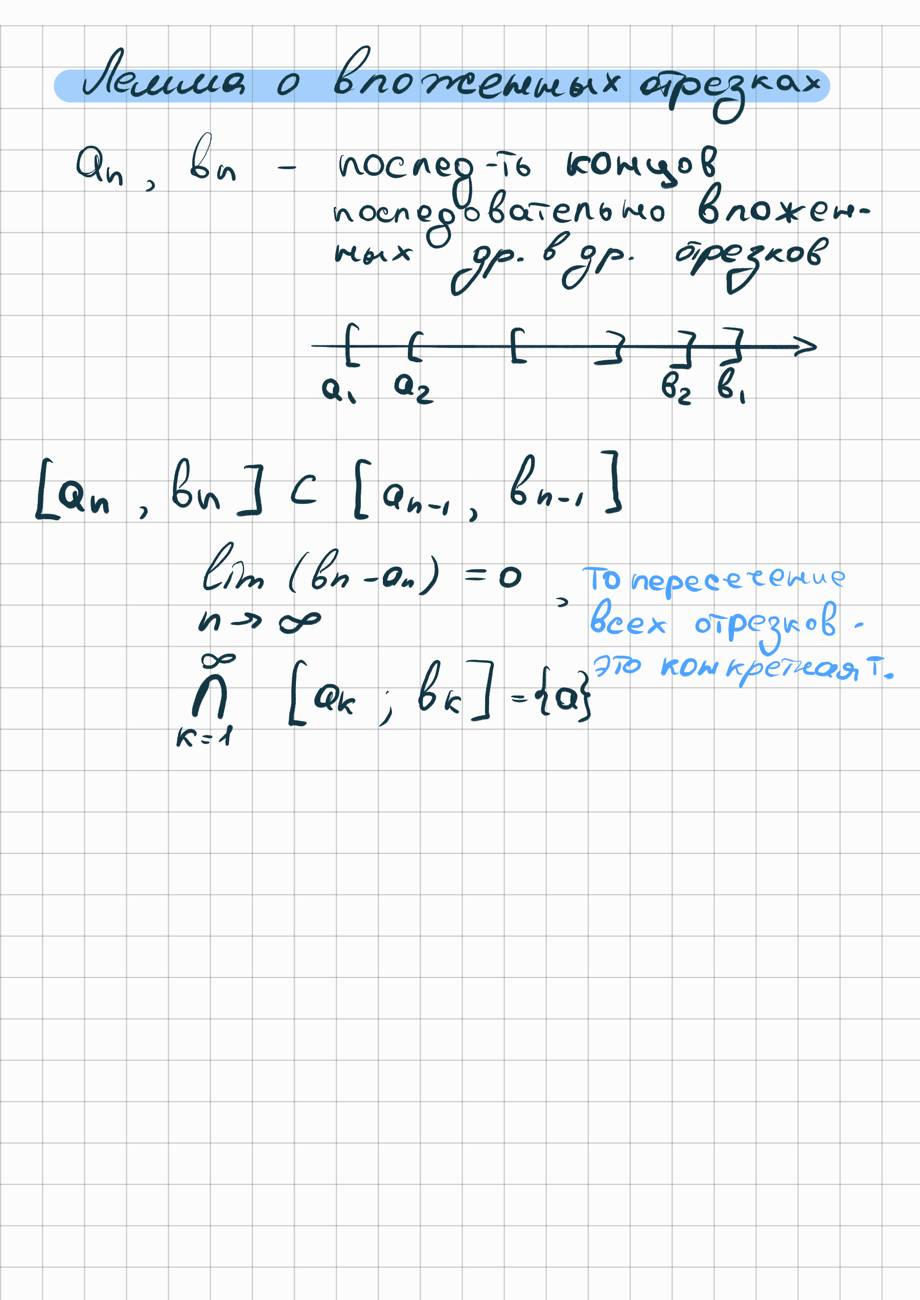 Лемма о вложенных отрезках
aₙ, bₙ - послед-ть концов
последовательно вложен-
ных др. в др. отрезков
a₁ a₂ b₂ b₁
[aₙ, bₙ] ⊂ [aₙ₋₁, bₙ₋₁]
lim (bₙ - aₙ) = 0 ,
n → ∞
то пересечение
всех отрезков -
это конкретная т.
∞
∩ [aₖ ; bₖ] = {a}
к=1